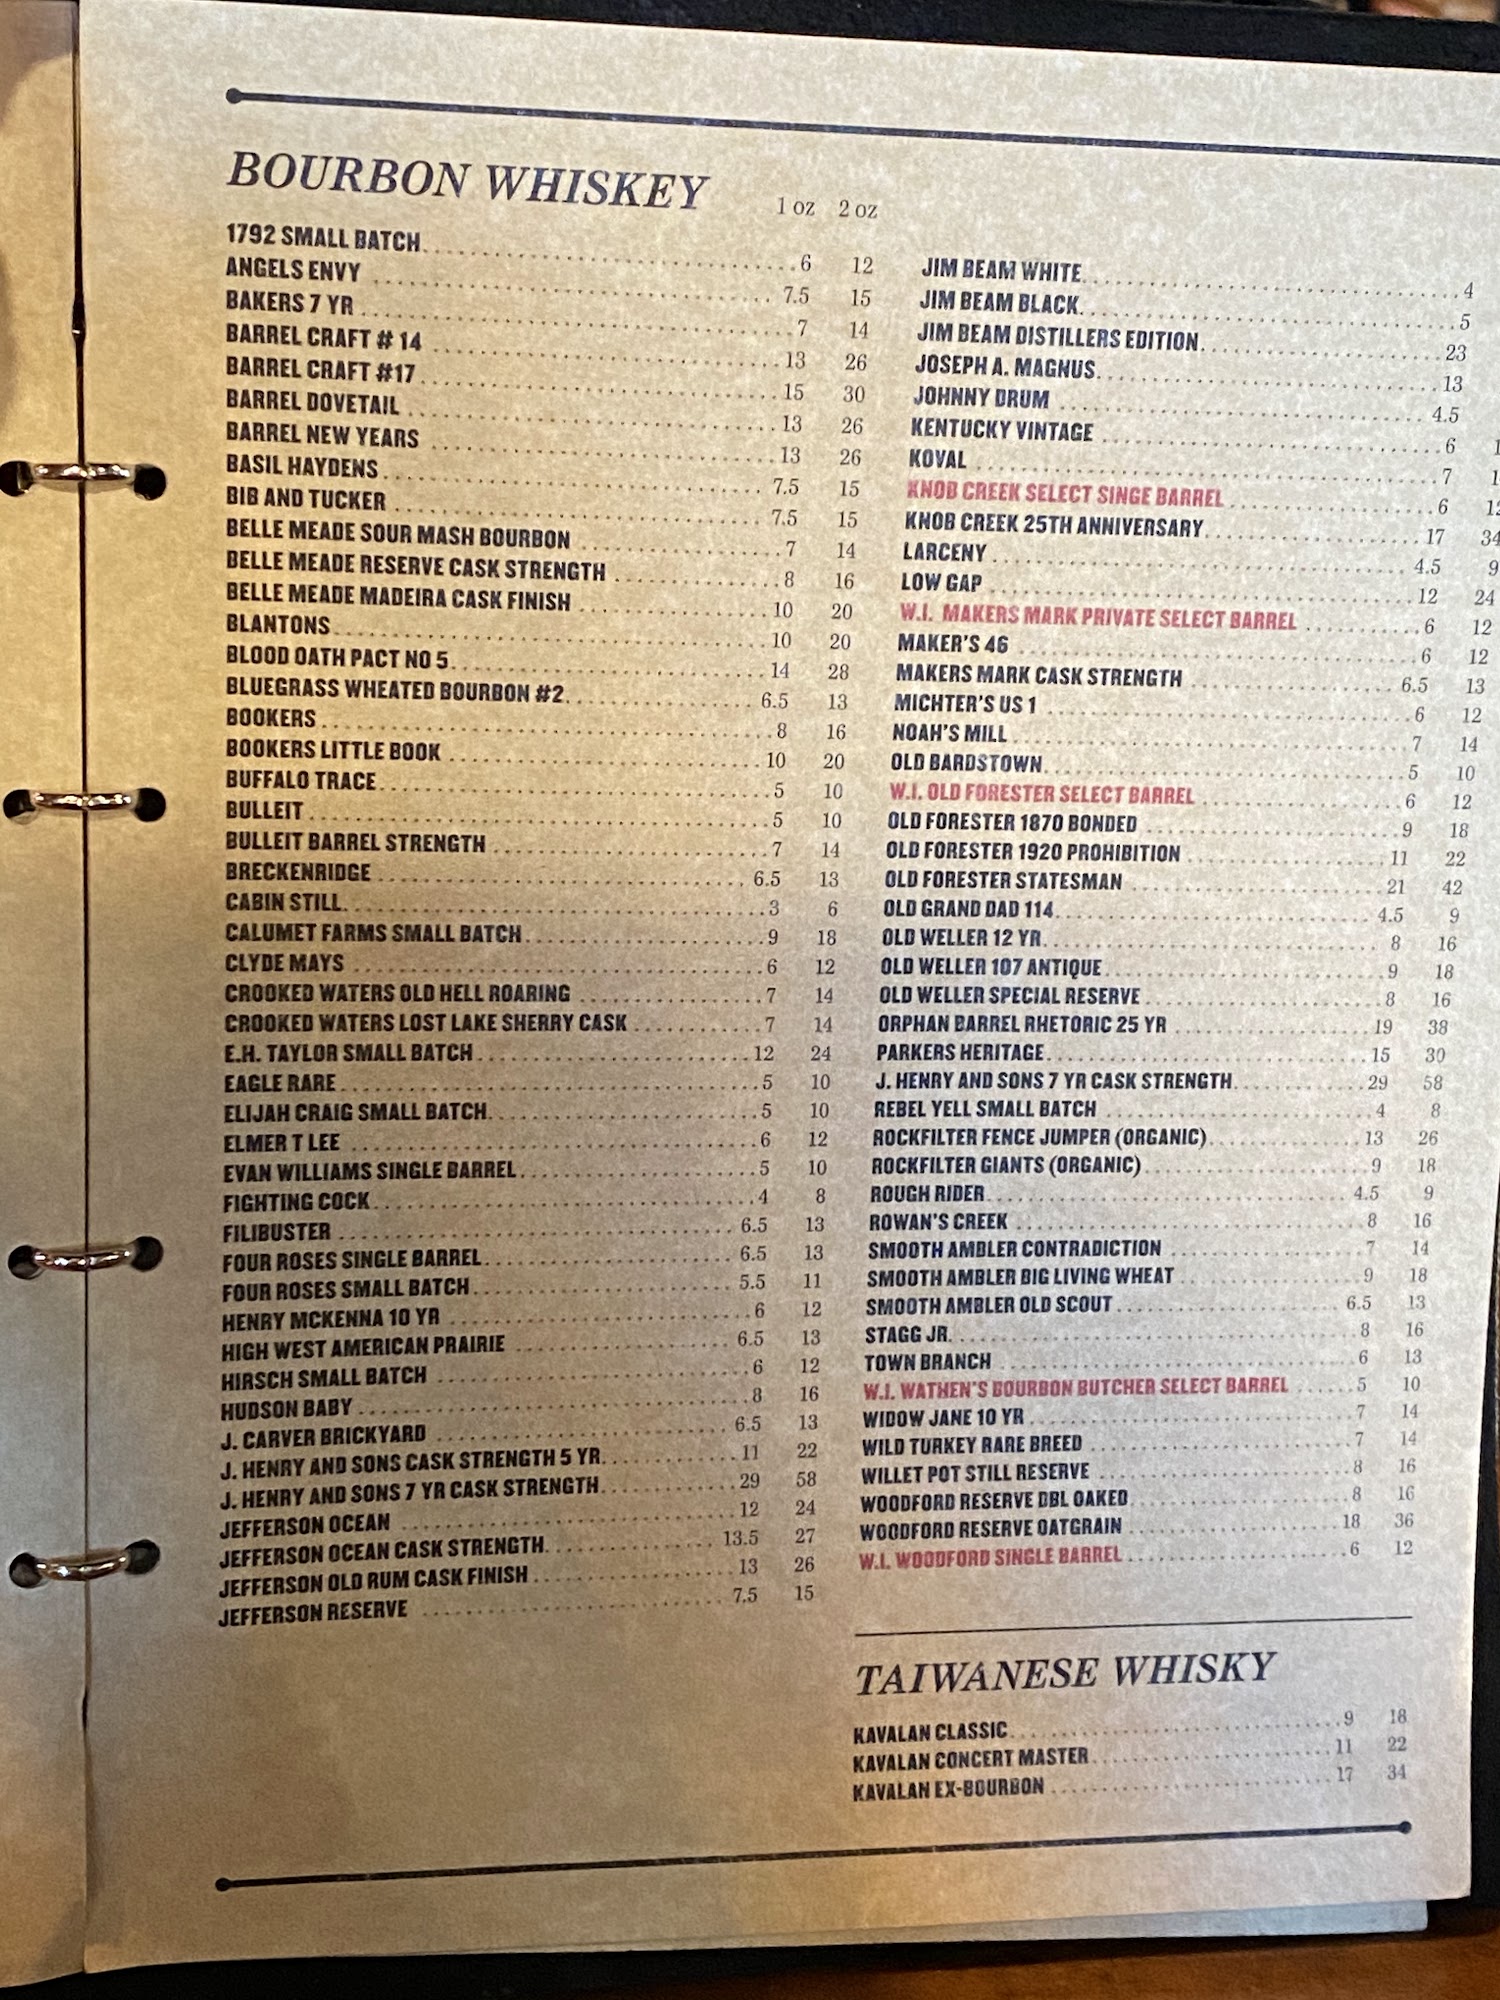 BOURBON WHISKEY
1 oz 2 oz
1792 SMALL BATCH 6 12
ANGELS ENVY 7.5 15
BAKERS 7 YR 7 14
BARREL CRAFT # 14 13 26
BARREL CRAFT #17 15 30
BARREL DOVETAIL 13 26
BARREL NEW YEARS 13 26
BASIL HAYDENS 7.5 15
BIB AND TUCKER 7.5 15
BELLE MEADE SOUR MASH BOURBON 7 14
BELLE MEADE RESERVE CASK STRENGTH 8 16
BELLE MEADE MADEIRA CASK FINISH 10 20
BLANTONS 10 20
BLOOD OATH PACT NO 5 14 28
BLUEGRASS WHEATED BOURBON #2 6.5 13
BOOKERS 8 16
BOOKERS LITTLE BOOK 10 20
BUFFALO TRACE 5 10
BULLEIT 5 10
BULLEIT BARREL STRENGTH 7 14
BRECKENRIDGE 6.5 13
CABIN STILL 3 6
CALUMET FARMS SMALL BATCH 9 18
CLYDE MAYS 6 12
CROOKED WATERS OLD HELL ROARING 7 14
CROOKED WATERS LOST LAKE SHERRY CASK 7 14
E.H. TAYLOR SMALL BATCH 12 24
EAGLE RARE 5 10
ELIJAH CRAIG SMALL BATCH 5 10
ELMER T LEE 6 12
EVAN WILLIAMS SINGLE BARREL 5 10
FIGHTING COCK 4 8
FILIBUSTER 6.5 13
FOUR ROSES SINGLE BARREL 6.5 13
FOUR ROSES SMALL BATCH 5.5 11
HENRY MCKENNA 10 YR 6 12
HIGH WEST AMERICAN PRAIRIE 6.5 13
HIRSCH SMALL BATCH 6 12
HUDSON BABY 8 16
J. CARVER BRICKYARD 6.5 13
J. HENRY AND SONS CASK STRENGTH 5 YR 11 22
J. HENRY AND SONS 7 YR CASK STRENGTH 29 58
JEFFERSON OCEAN 12 24
JEFFERSON OCEAN CASK STRENGTH 13.5 27
JEFFERSON OLD RUM CASK FINISH 13 26
JEFFERSON RESERVE 7.5 15
JIM BEAM WHITE 4
JIM BEAM BLACK 5
JIM BEAM DISTILLERS EDITION 23
JOSEPH A. MAGNUS 13
JOHNNY DRUM 4.5
KENTUCKY VINTAGE 6
KOVAL 7
KNOB CREEK SELECT SINGE BARREL 6
KNOB CREEK 25TH ANNIVERSARY 17 34
LARCENY 4.5 9
LOW GAP 12 24
W.I. MAKERS MARK PRIVATE SELECT BARREL 6 12
MAKER'S 46 6 12
MAKERS MARK CASK STRENGTH 6.5 13
MICHTER'S US 1 6 12
NOAH'S MILL 7 14
OLD BARDSTOWN 5 10
W.I. OLD FORESTER SELECT BARREL 6 12
OLD FORESTER 1870 BONDED 9 18
OLD FORESTER 1920 PROHIBITION 11 22
OLD FORESTER STATESMAN 21 42
OLD GRAND DAD 114 4.5 9
OLD WELLER 12 YR 8 16
OLD WELLER 107 ANTIQUE 9 18
OLD WELLER SPECIAL RESERVE 8 16
ORPHAN BARREL RHETORIC 25 YR 19 38
PARKERS HERITAGE 15 30
J. HENRY AND SONS 7 YR CASK STRENGTH 29 58
REBEL YELL SMALL BATCH 4 8
ROCKFILTER FENCE JUMPER (ORGANIC) 13 26
ROCKFILTER GIANTS (ORGANIC) 9 18
ROUGH RIDER 4.5 9
ROWAN'S CREEK 8 16
SMOOTH AMBLER CONTRADICTION 7 14
SMOOTH AMBLER BIG LIVING WHEAT 9 18
SMOOTH AMBLER OLD SCOUT 6.5 13
STAGG JR. 8 16
TOWN BRANCH 6 13
W.I. WATHEN'S BOURBON BUTCHER SELECT BARREL 5 10
WIDOW JANE 10 YR 7 14
WILD TURKEY RARE BREED 7 14
WILLET POT STILL RESERVE 8 16
WOODFORD RESERVE DBL OAKED 8 16
WOODFORD RESERVE OATGRAIN 18 36
W.I. WOODFORD SINGLE BARREL 6 12
TAIWANESE WHISKY
KAVALAN CLASSIC 9 18
KAVALAN CONCERT MASTER 11 22
KAVALAN EX-BOURBON 17 34